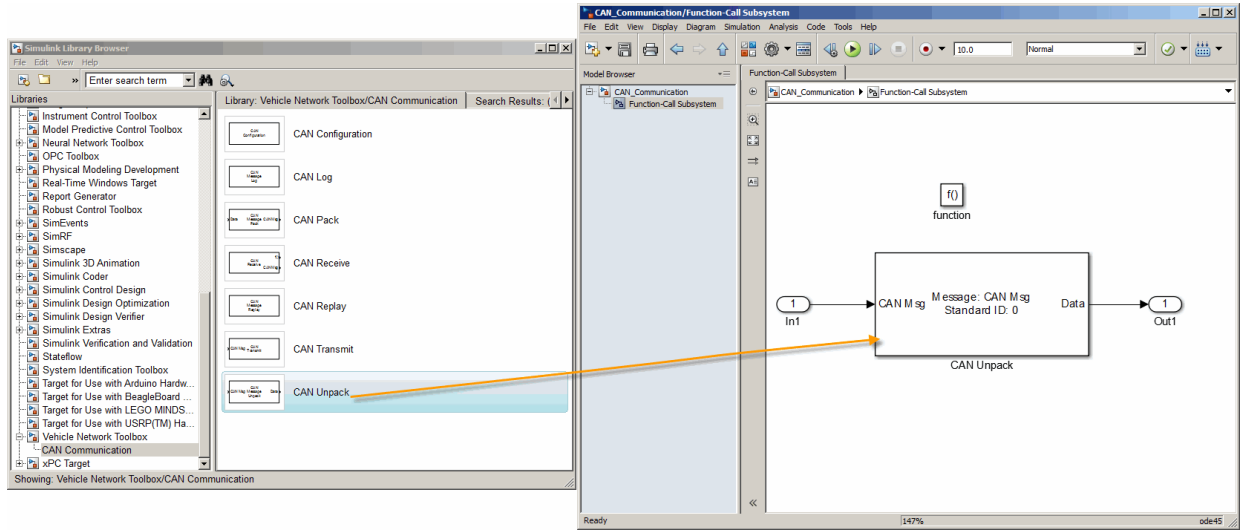 Simulink Library Browser
File Edit View Help
» Enter search term
Libraries
Instrument Control Toolbox
Model Predictive Control Toolbox
Neural Network Toolbox
OPC Toolbox
Physical Modeling Development
Real-Time Windows Target
Report Generator
Robust Control Toolbox
SimEvents
SimRF
Simscape
Simulink 3D Animation
Simulink Coder
Simulink Control Design
Simulink Design Optimization
Simulink Design Verifier
Simulink Extras
Simulink Verification and Validation
Stateflow
System Identification Toolbox
Target for Use with Arduino Hardw...
Target for Use with BeagleBoard ...
Target for Use with LEGO MINDS...
Target for Use with USRP(TM) Ha...
Vehicle Network Toolbox
CAN Communication
xPC Target
Library: Vehicle Network Toolbox/CAN Communication
Search Results: (
CAN Configuration
CAN Log
CAN Pack
CAN Receive
CAN Replay
CAN Transmit
CAN Unpack
Showing: Vehicle Network Toolbox/CAN Communication
CAN_Communication/Function-Call Subsystem
File Edit View Display Diagram Simulation Analysis Code Tools Help
10.0
Normal
Model Browser
CAN_Communication
Function-Call Subsystem
Function-Call Subsystem
CAN_Communication Function-Call Subsystem
f()
function
1
In1
CAN Msg
Message: CAN Msg
Standard ID: 0
Data
1
Out1
CAN Unpack
Ready
147%
ode45